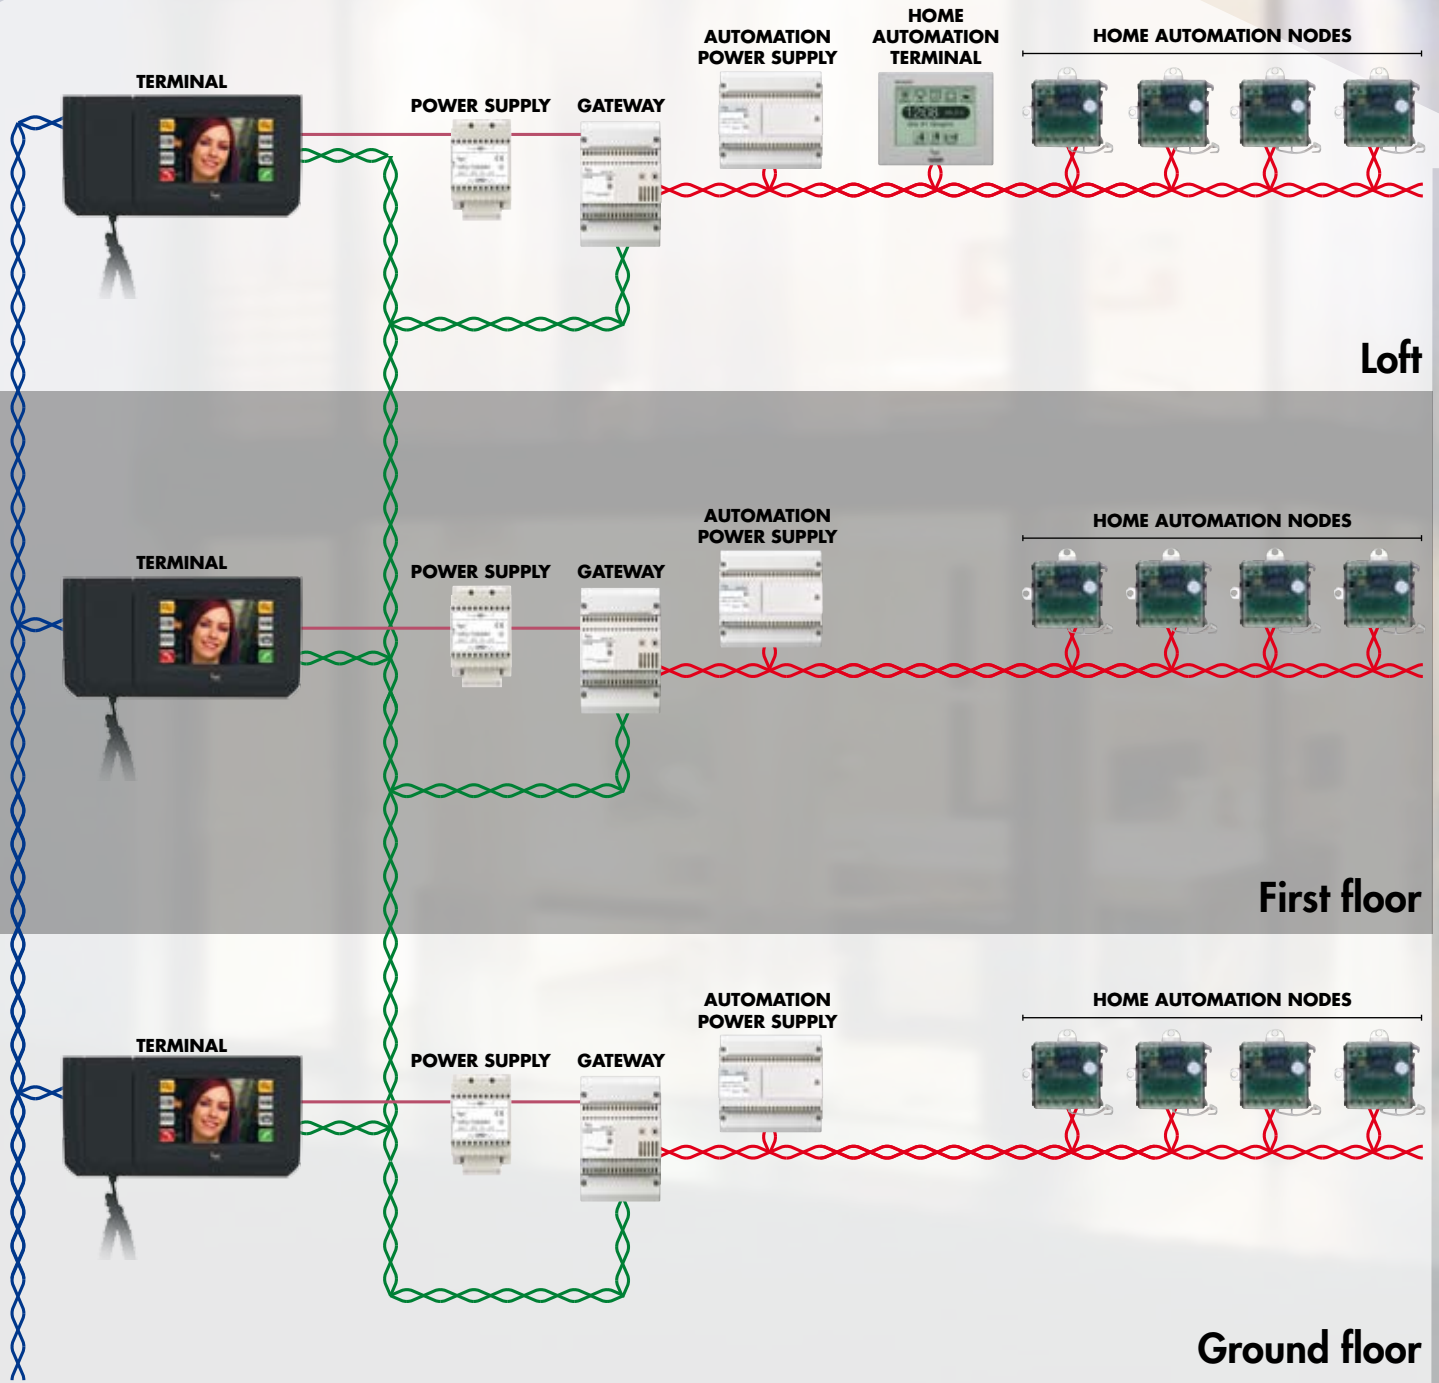 HOME
AUTOMATION
TERMINAL
AUTOMATION
POWER SUPPLY
HOME AUTOMATION NODES
TERMINAL
POWER SUPPLY
GATEWAY
12:06
Loft
AUTOMATION
POWER SUPPLY
HOME AUTOMATION NODES
TERMINAL
POWER SUPPLY
GATEWAY
First floor
AUTOMATION
POWER SUPPLY
HOME AUTOMATION NODES
TERMINAL
POWER SUPPLY
GATEWAY
Ground floor